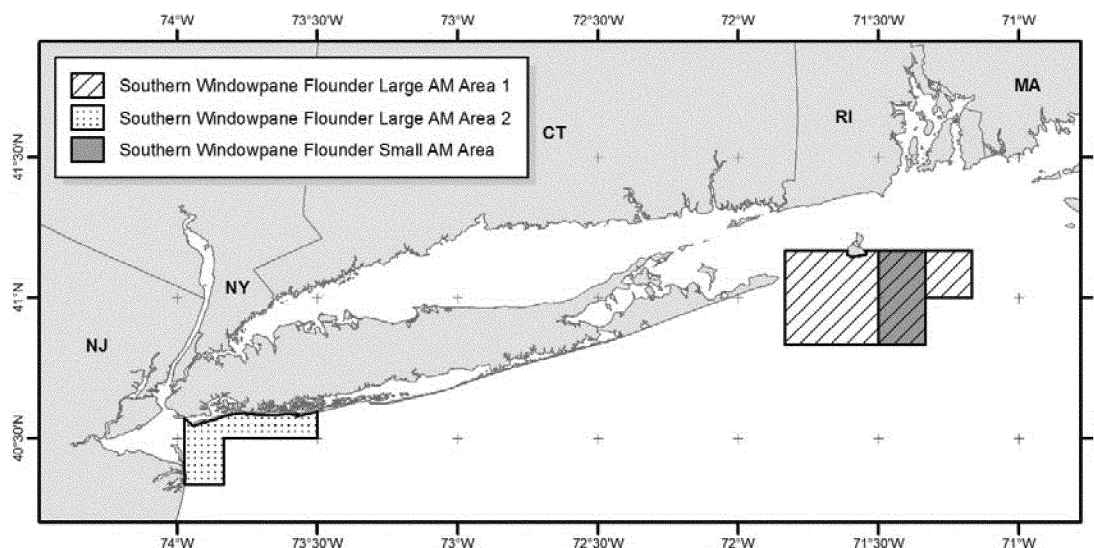 74°W 73°30'W 73°W 72°30'W 72°W 71°30'W 71°W
Southern Windowpane Flounder Large AM Area 1
Southern Windowpane Flounder Large AM Area 2
Southern Windowpane Flounder Small AM Area
MA
RI
CT
41°30'N
NY
41°N
NJ
40°30'N
74°W 73°30'W 73°W 72°30'W 72°W 71°30'W 71°W